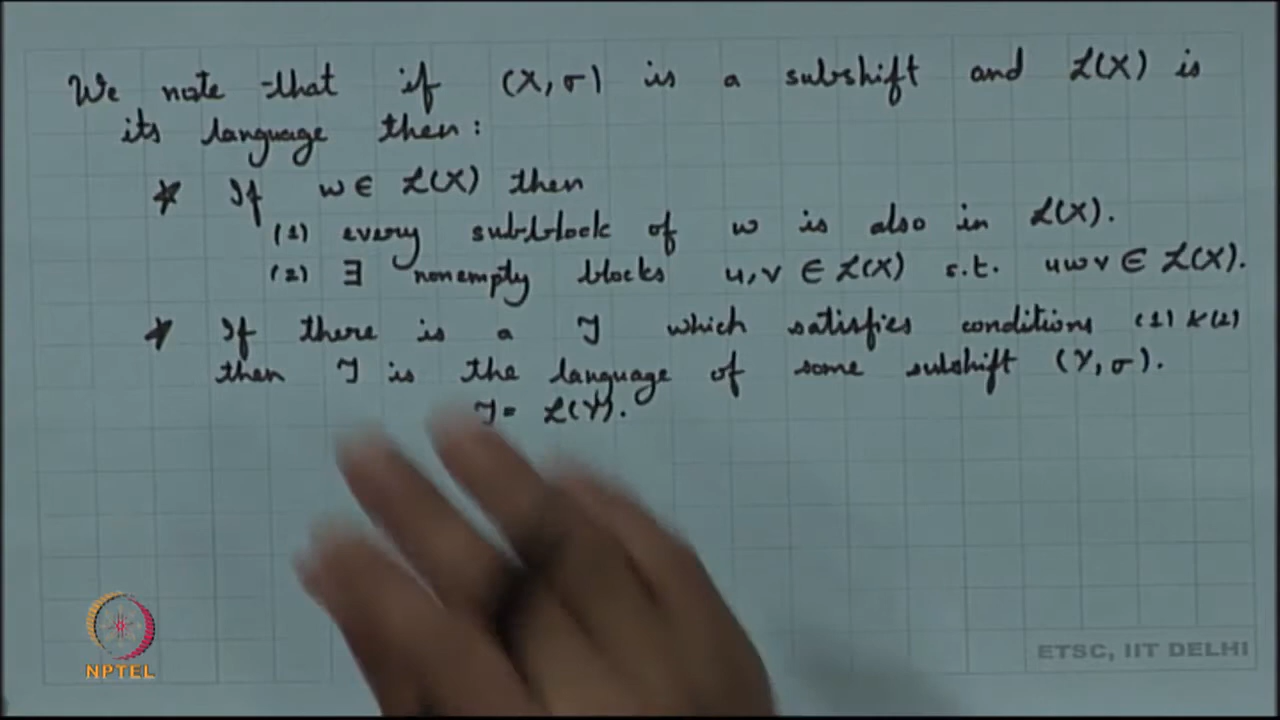 We note that if (X, σ) is a subshift and ℒ(X) is
its language then:
* If w ∈ ℒ(X) then
(1) every subblock of w is also in ℒ(X).
(2) ∃ nonempty blocks u, v ∈ ℒ(X) s.t. uwv ∈ ℒ(X).
* If there is a 𝒥 which satisfies conditions (1) & (2)
then 𝒥 is the language of some subshift (Y, σ).
𝒥 = ℒ(Y).
NPTEL
ETSC, IIT DELHI